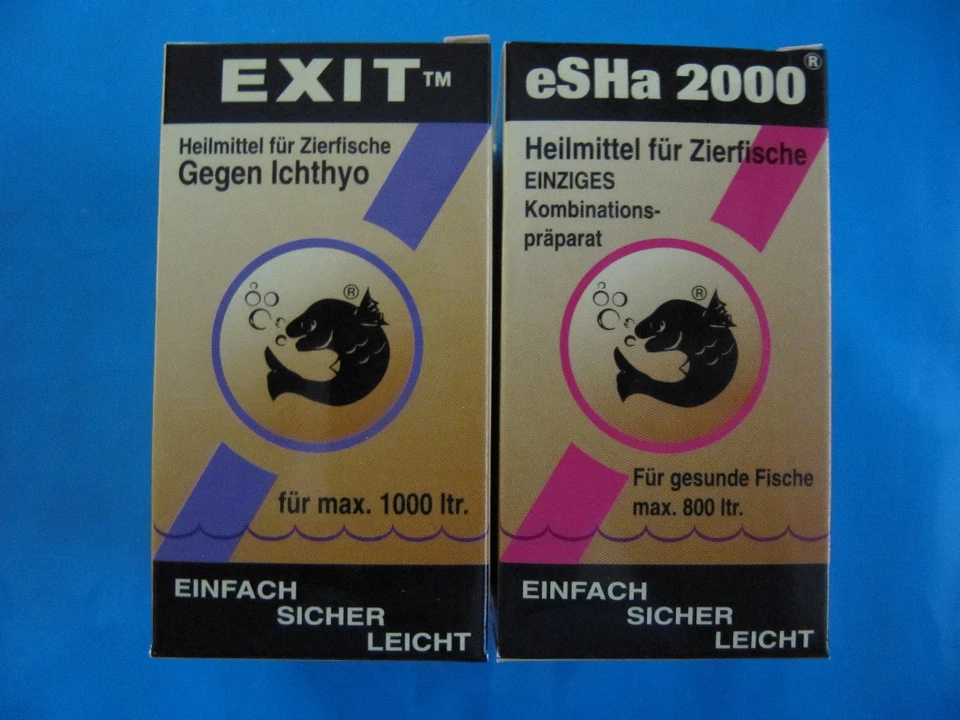 EXIT™
Heilmittel für Zierfische
Gegen Ichthyo
®
für max. 1000 ltr.
EINFACH
SICHER
LEICHT
eSHa 2000®
Heilmittel für Zierfische
EINZIGES
Kombinations-
präparat
®
Für gesunde Fische
max. 800 ltr.
EINFACH
SICHER
LEICHT